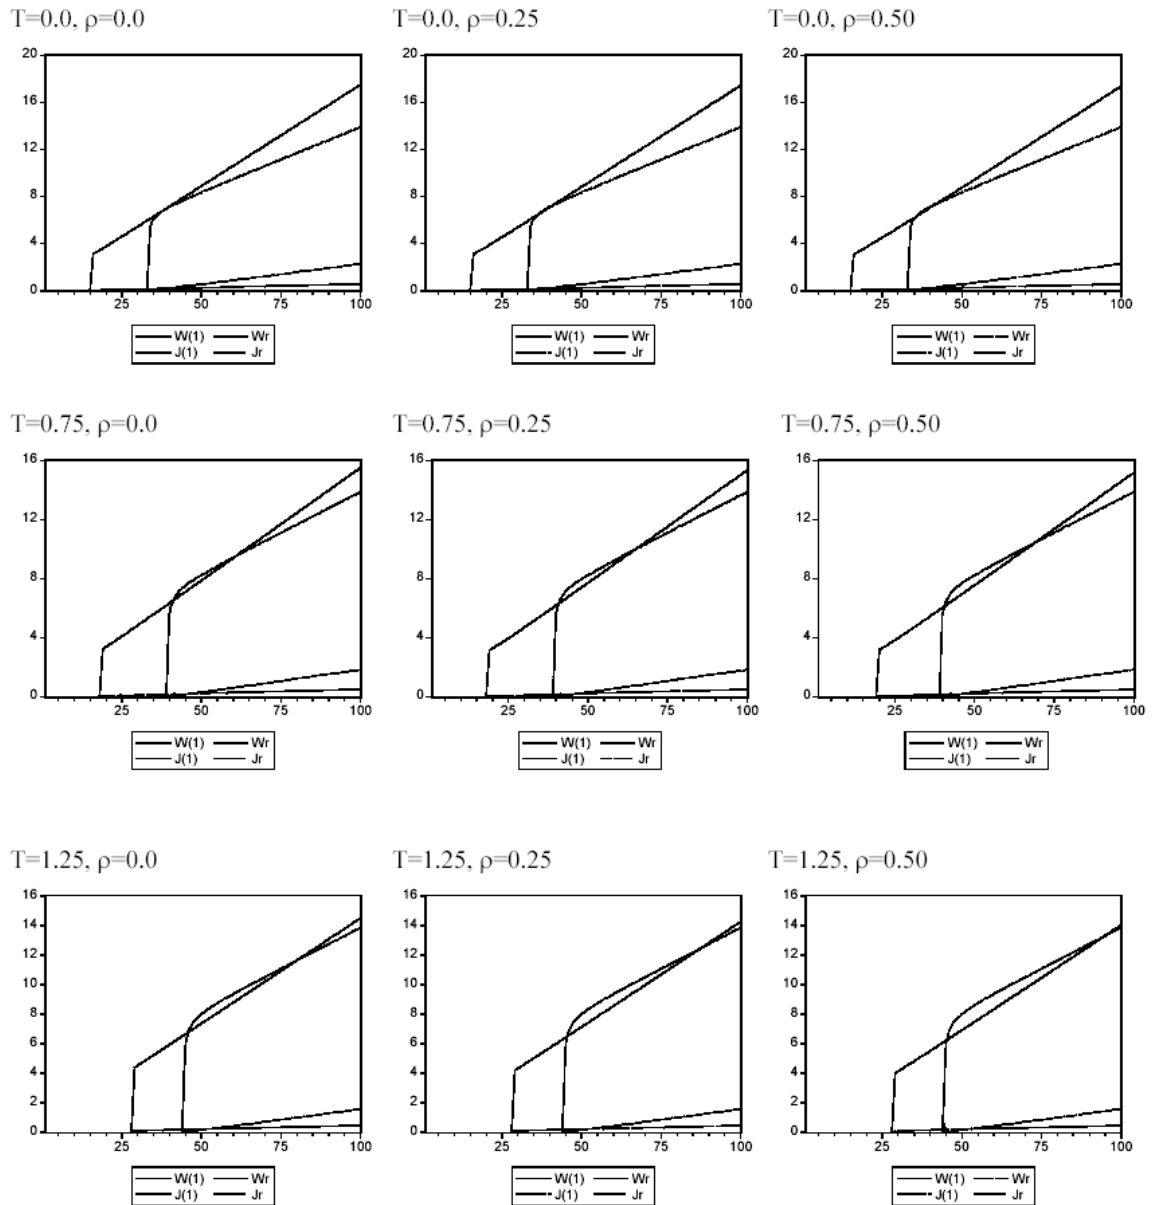 T=0.0, ρ=0.0
T=0.0, ρ=0.25
T=0.0, ρ=0.50
20
16
12
8
4
0
25 50 75 100
W(1) Wr
J(1) Jr
20
16
12
8
4
0
25 50 75 100
W(1) Wr
J(1) Jr
20
16
12
8
4
0
25 50 75 100
W(1) Wr
J(1) Jr
T=0.75, ρ=0.0
T=0.75, ρ=0.25
T=0.75, ρ=0.50
16
12
8
4
0
25 50 75 100
W(1) Wr
J(1) Jr
16
12
8
4
0
25 50 75 100
W(1) Wr
J(1) Jr
16
12
8
4
0
25 50 75 100
W(1) Wr
J(1) Jr
T=1.25, ρ=0.0
T=1.25, ρ=0.25
T=1.25, ρ=0.50
16
14
12
10
8
6
4
2
0
25 50 75 100
W(1) Wr
J(1) Jr
16
14
12
10
8
6
4
2
0
25 50 75 100
W(1) Wr
J(1) Jr
16
14
12
10
8
6
4
2
0
25 50 75 100
W(1) Wr
J(1) Jr